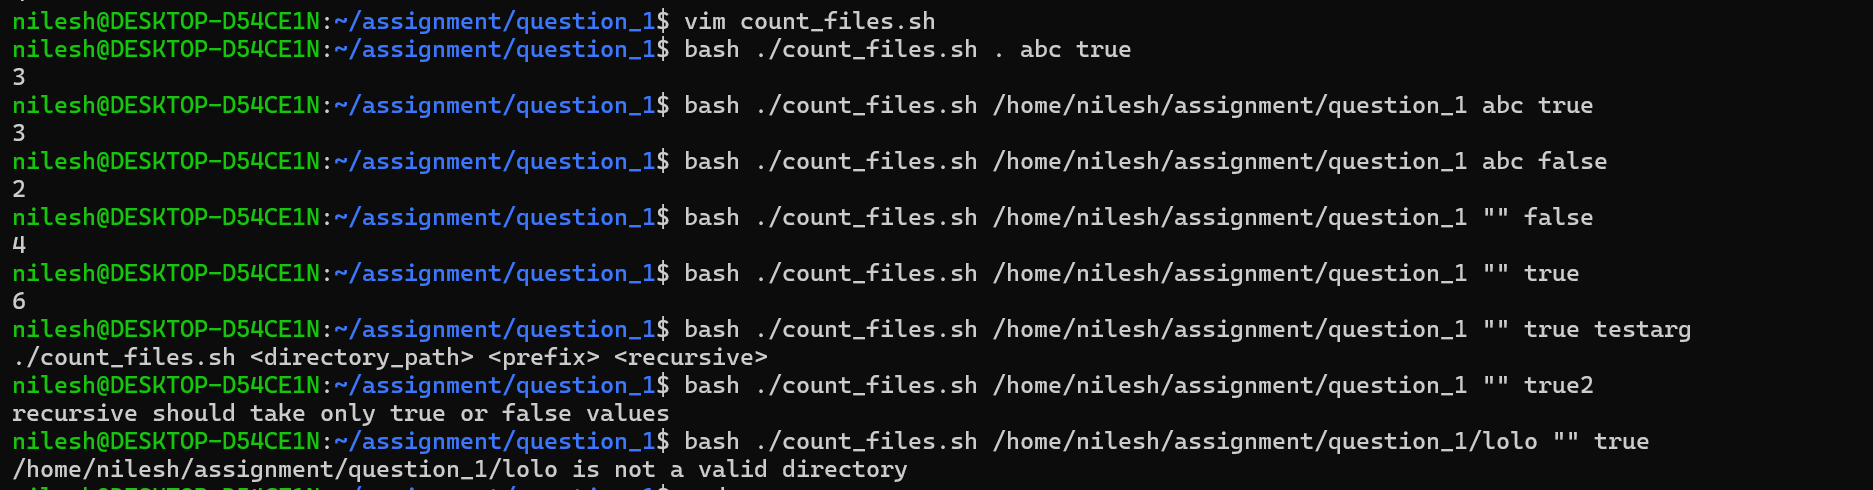 nilesh@DESKTOP-D54CE1N:~/assignment/question_1$ vim count_files.sh
nilesh@DESKTOP-D54CE1N:~/assignment/question_1$ bash ./count_files.sh . abc true
3
nilesh@DESKTOP-D54CE1N:~/assignment/question_1$ bash ./count_files.sh /home/nilesh/assignment/question_1 abc true
3
nilesh@DESKTOP-D54CE1N:~/assignment/question_1$ bash ./count_files.sh /home/nilesh/assignment/question_1 abc false
2
nilesh@DESKTOP-D54CE1N:~/assignment/question_1$ bash ./count_files.sh /home/nilesh/assignment/question_1 "" false
4
nilesh@DESKTOP-D54CE1N:~/assignment/question_1$ bash ./count_files.sh /home/nilesh/assignment/question_1 "" true
6
nilesh@DESKTOP-D54CE1N:~/assignment/question_1$ bash ./count_files.sh /home/nilesh/assignment/question_1 "" true testarg
./count_files.sh <directory_path> <prefix> <recursive>
nilesh@DESKTOP-D54CE1N:~/assignment/question_1$ bash ./count_files.sh /home/nilesh/assignment/question_1 "" true2
recursive should take only true or false values
nilesh@DESKTOP-D54CE1N:~/assignment/question_1$ bash ./count_files.sh /home/nilesh/assignment/question_1/lolo "" true
/home/nilesh/assignment/question_1/lolo is not a valid directory